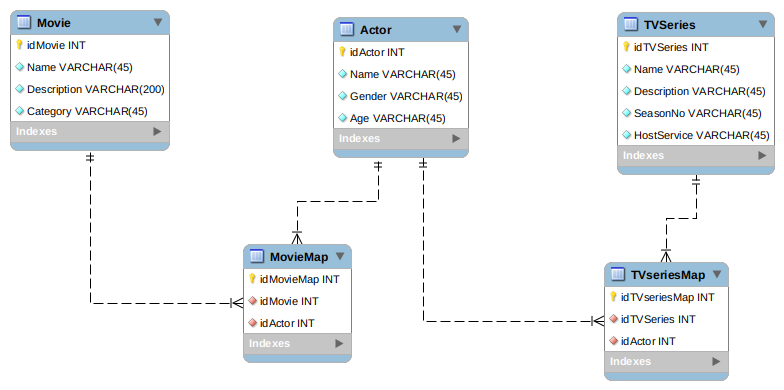 Movie
idMovie INT
Name VARCHAR(45)
Description VARCHAR(200)
Category VARCHAR(45)
Indexes
Actor
idActor INT
Name VARCHAR(45)
Gender VARCHAR(45)
Age VARCHAR(45)
Indexes
TVSeries
idTVSeries INT
Name VARCHAR(45)
Description VARCHAR(45)
SeasonNo VARCHAR(45)
HostService VARCHAR(45)
Indexes
MovieMap
idMovieMap INT
idMovie INT
idActor INT
Indexes
TVseriesMap
idTVseriesMap INT
idTVSeries INT
idActor INT
Indexes